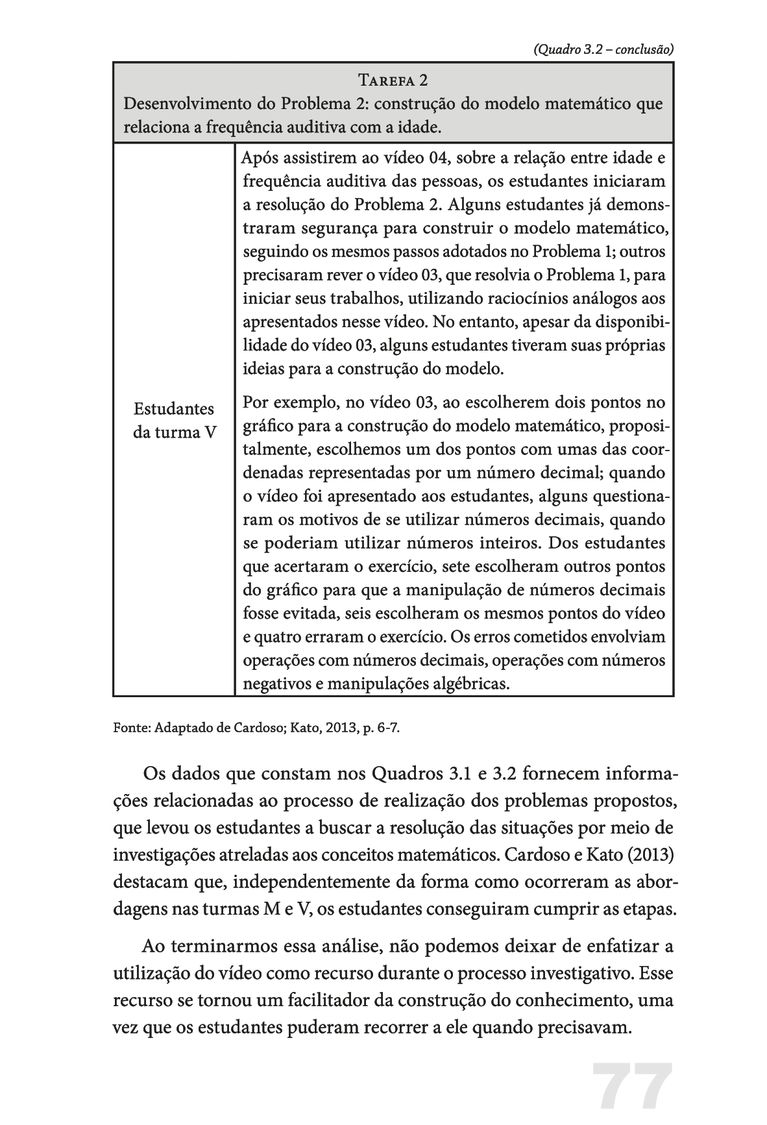 (Quadro 3.2 – conclusão)
Tarefa 2
Desenvolvimento do Problema 2: construção do modelo matemático que
relaciona a frequência auditiva com a idade.
Estudantes
da turma V
Após assistirem ao vídeo 04, sobre a relação entre idade e
frequência auditiva das pessoas, os estudantes iniciaram
a resolução do Problema 2. Alguns estudantes já demons-
traram segurança para construir o modelo matemático,
seguindo os mesmos passos adotados no Problema 1; outros
precisaram rever o vídeo 03, que resolvia o Problema 1, para
iniciar seus trabalhos, utilizando raciocínios análogos aos
apresentados nesse vídeo. No entanto, apesar da disponibi-
lidade do vídeo 03, alguns estudantes tiveram suas próprias
ideias para a construção do modelo.
Por exemplo, no vídeo 03, ao escolherem dois pontos no
gráfico para a construção do modelo matemático, proposi-
talmente, escolhemos um dos pontos com umas das coor-
denadas representadas por um número decimal; quando
o vídeo foi apresentado aos estudantes, alguns questiona-
ram os motivos de se utilizar números decimais, quando
se poderiam utilizar números inteiros. Dos estudantes
que acertaram o exercício, sete escolheram outros pontos
do gráfico para que a manipulação de números decimais
fosse evitada, seis escolheram os mesmos pontos do vídeo
e quatro erraram o exercício. Os erros cometidos envolviam
operações com números decimais, operações com números
negativos e manipulações algébricas.
Fonte: Adaptado de Cardoso; Kato, 2013, p. 6-7.
Os dados que constam nos Quadros 3.1 e 3.2 fornecem informa-
ções relacionadas ao processo de realização dos problemas propostos,
que levou os estudantes a buscar a resolução das situações por meio de
investigações atreladas aos conceitos matemáticos. Cardoso e Kato (2013)
destacam que, independentemente da forma como ocorreram as abor-
dagens nas turmas M e V, os estudantes conseguiram cumprir as etapas.
Ao terminarmos essa análise, não podemos deixar de enfatizar a
utilização do vídeo como recurso durante o processo investigativo. Esse
recurso se tornou um facilitador da construção do conhecimento, uma
vez que os estudantes puderam recorrer a ele quando precisavam.
77